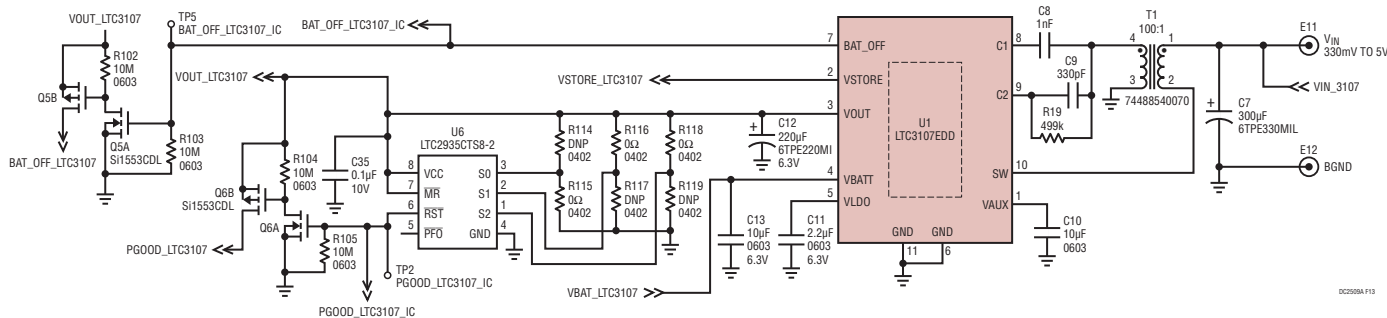 VOUT_LTC3107
TP5
BAT_OFF_LTC3107_IC
R102
10M
0603
Q5B
Q5A
Si1553CDL
BAT_OFF_LTC3107
R103
10M
0603
BAT_OFF_LTC3107_IC
VOUT_LTC3107
VSTORE_LTC3107
R104
10M
0603
Q6B
Si1553CDL
Q6A
PGOOD_LTC3107
R105
10M
0603
C35
0.1µF
10V
U6
LTC2935CTS8-2
8 VCC S0 3
7 MR S1 2
6 RST S2 1
5 PFO GND 4
TP2
PGOOD_LTC3107_IC
PGOOD_LTC3107_IC
R114
DNP
0402
R116
0Ω
0402
R118
0Ω
0402
R115
0Ω
0402
R117
DNP
0402
R119
DNP
0402
C12
220µF
6TPE220MI
6.3V
C13
10µF
0603
6.3V
C11
2.2µF
0603
6.3V
VBAT_LTC3107
7 BAT_OFF
2 VSTORE
3 VOUT
4 VBATT
5 VLDO
U1
LTC3107EDD
C1 8
C2 9
SW 10
VAUX 1
GND GND
11 6
C8
1nF
C9
330pF
R19
499k
T1
100:1
4 1
3 2
74488540070
C10
10µF
0603
C7
300µF
6TPE330MIL
E11
VIN
330mV TO 5V
VIN_3107
E12
BGND
DC2509A F13